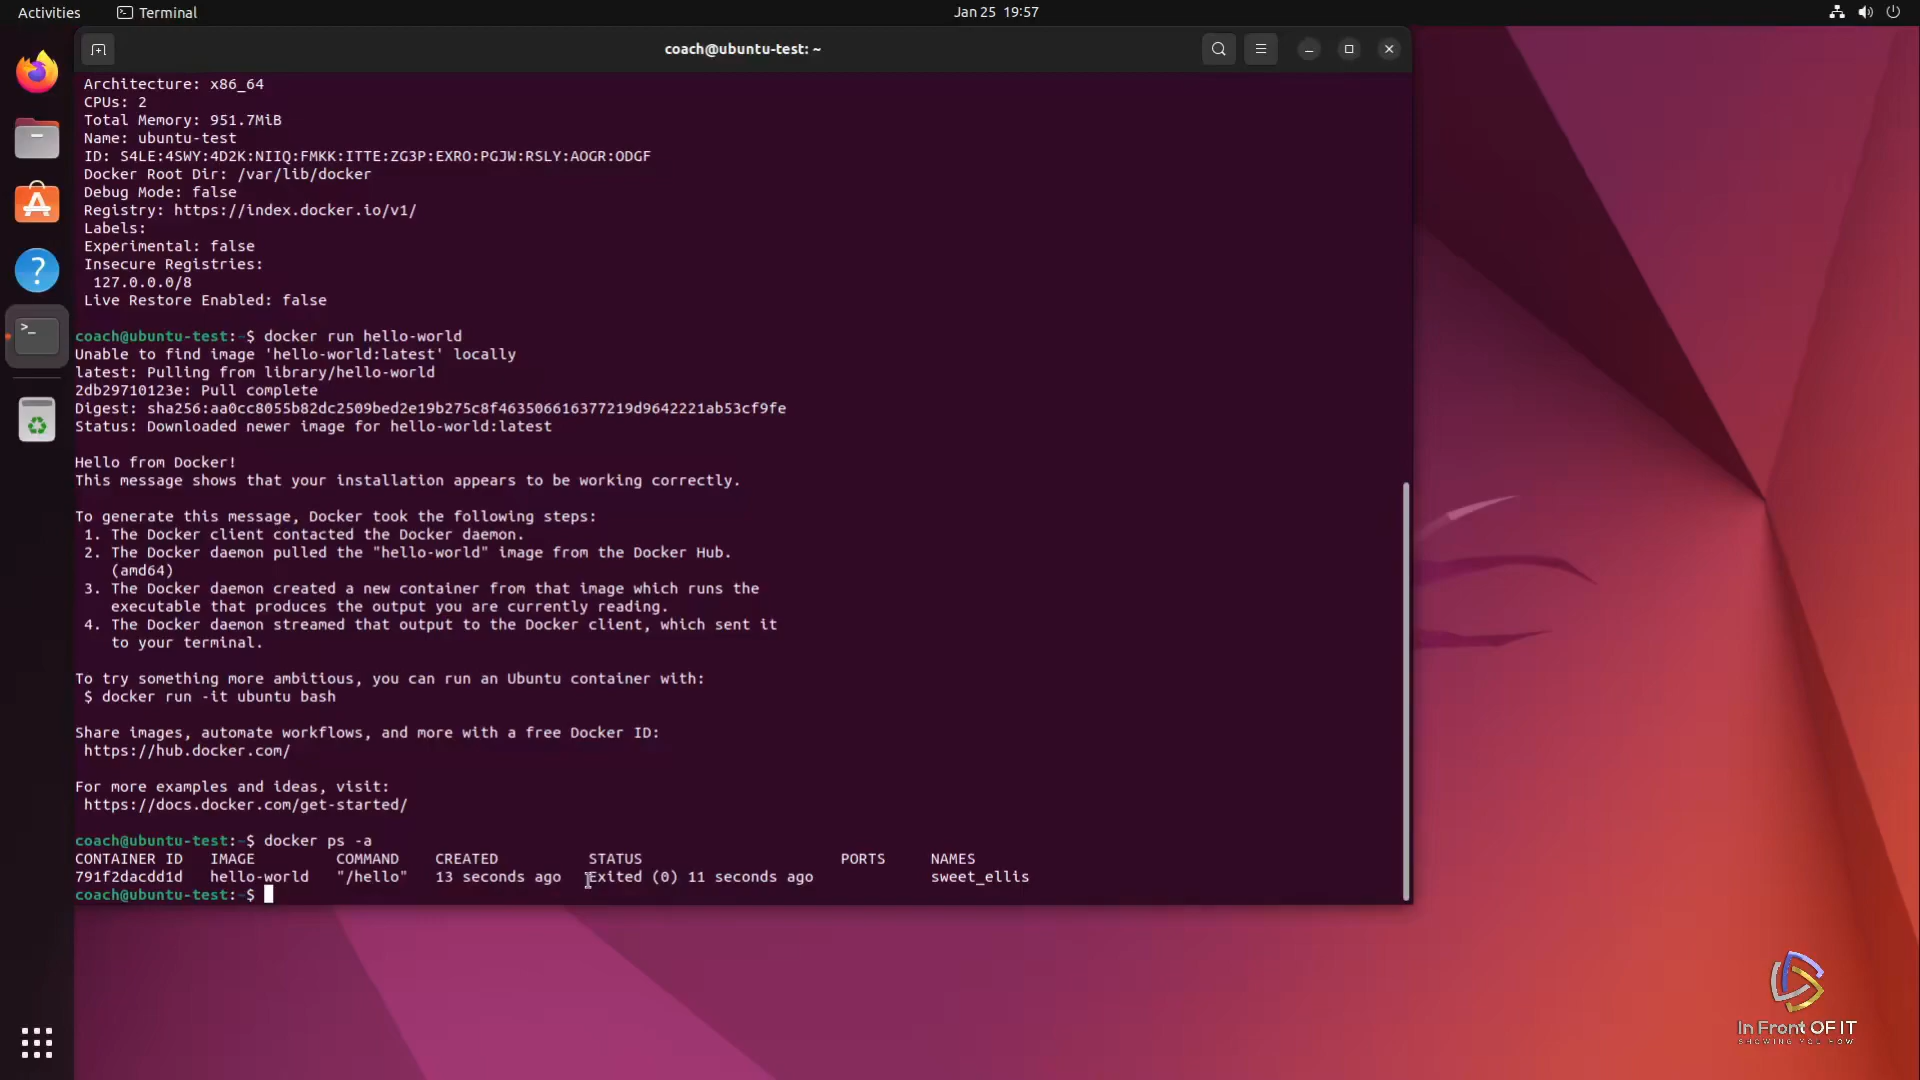 Activities
Terminal
Jan 25 19:57
coach@ubuntu-test: ~
Architecture: x86_64
CPUs: 2
Total Memory: 951.7MiB
Name: ubuntu-test
ID: S4LE:4SWY:4D2K:NIIQ:FMKK:ITTE:ZG3P:EXRO:PGJW:RSLY:AOGR:ODGF
Docker Root Dir: /var/lib/docker
Debug Mode: false
Registry: https://index.docker.io/v1/
Labels:
Experimental: false
Insecure Registries:
127.0.0.0/8
Live Restore Enabled: false
coach@ubuntu-test:~$ docker run hello-world
Unable to find image 'hello-world:latest' locally
latest: Pulling from library/hello-world
2db29710123e: Pull complete
Digest: sha256:aa0cc8055b82dc2509bed2e19b275c8f463506616377219d9642221ab53cf9fe
Status: Downloaded newer image for hello-world:latest
Hello from Docker!
This message shows that your installation appears to be working correctly.
To generate this message, Docker took the following steps:
1. The Docker client contacted the Docker daemon.
2. The Docker daemon pulled the "hello-world" image from the Docker Hub.
(amd64)
3. The Docker daemon created a new container from that image which runs the
executable that produces the output you are currently reading.
4. The Docker daemon streamed that output to the Docker client, which sent it
to your terminal.
To try something more ambitious, you can run an Ubuntu container with:
$ docker run -it ubuntu bash
Share images, automate workflows, and more with a free Docker ID:
https://hub.docker.com/
For more examples and ideas, visit:
https://docs.docker.com/get-started/
coach@ubuntu-test:~$ docker ps -a
CONTAINER ID IMAGE COMMAND CREATED STATUS PORTS NAMES
791f2dacdd1d hello-world "/hello" 13 seconds ago Exited (0) 11 seconds ago sweet_ellis
coach@ubuntu-test:~$
In Front OF IT
SHOWING YOU HOW